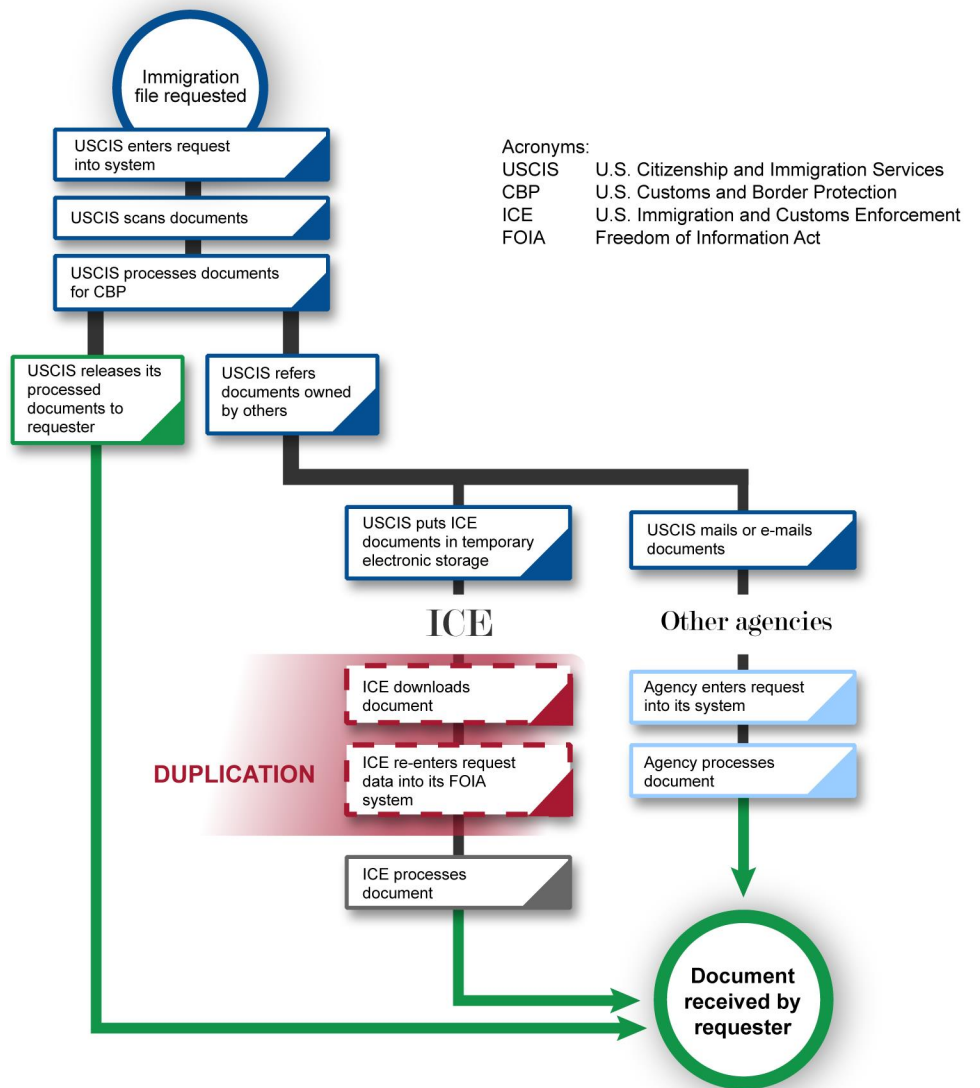 Immigration
file requested
USCIS enters request
into system
USCIS scans documents
USCIS processes documents
for CBP
Acronyms:
USCIS U.S. Citizenship and Immigration Services
CBP U.S. Customs and Border Protection
ICE U.S. Immigration and Customs Enforcement
FOIA Freedom of Information Act
USCIS releases its
processed
documents to
requester
USCIS refers
documents owned
by others
USCIS puts ICE
documents in temporary
electronic storage
USCIS mails or e-mails
documents
ICE
Other agencies
ICE downloads
document
Agency enters request
into its system
DUPLICATION
ICE re-enters request
data into its FOIA
system
Agency processes
document
ICE processes
document
Document
received by
requester